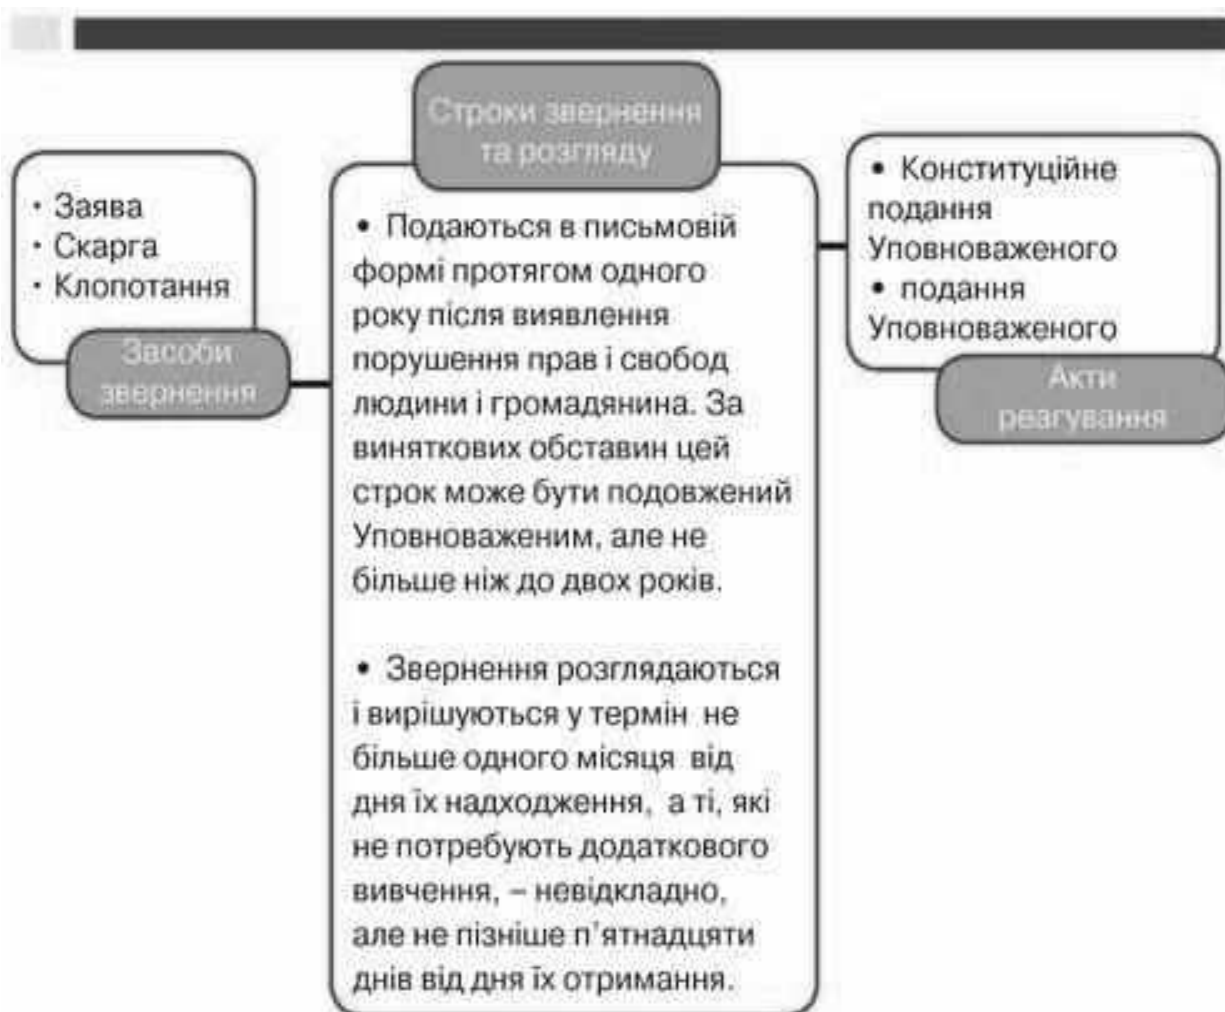 · Заява
· Скарга
· Клопотання
Засоби
звернення
Строки звернення
та розгляду
• Подаються в письмовій
формі протягом одного
року після виявлення
порушення прав і свобод
людини і громадянина. За
виняткових обставин цей
строк може бути подовжений
Уповноваженим, але не
більше ніж до двох років.
• Звернення розглядаються
і вирішуються у термін не
більше одного місяця від
дня їх надходження, а ті, які
не потребують додаткового
вивчення, – невідкладно,
але не пізніше п’ятнадцяти
днів від дня їх отримання.
• Конституційне
подання
Уповноваженого
• подання
Уповноваженого
Акти
реагування